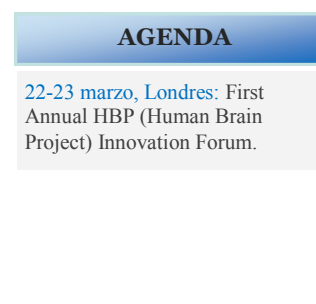 AGENDA
22-23 marzo, Londres: First
Annual HBP (Human Brain
Project) Innovation Forum.